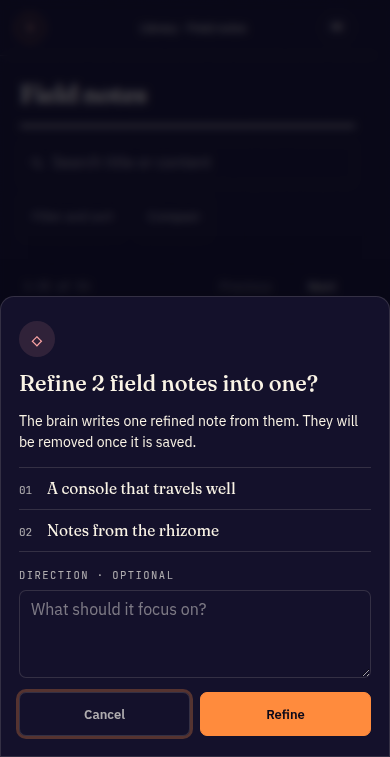 Field notes
Refine 2 field notes into one?
The brain writes one refined note from them. They will
be removed once it is saved.
01 A console that travels well
02 Notes from the rhizome
DIRECTION · OPTIONAL
What should it focus on?
Cancel
Refine